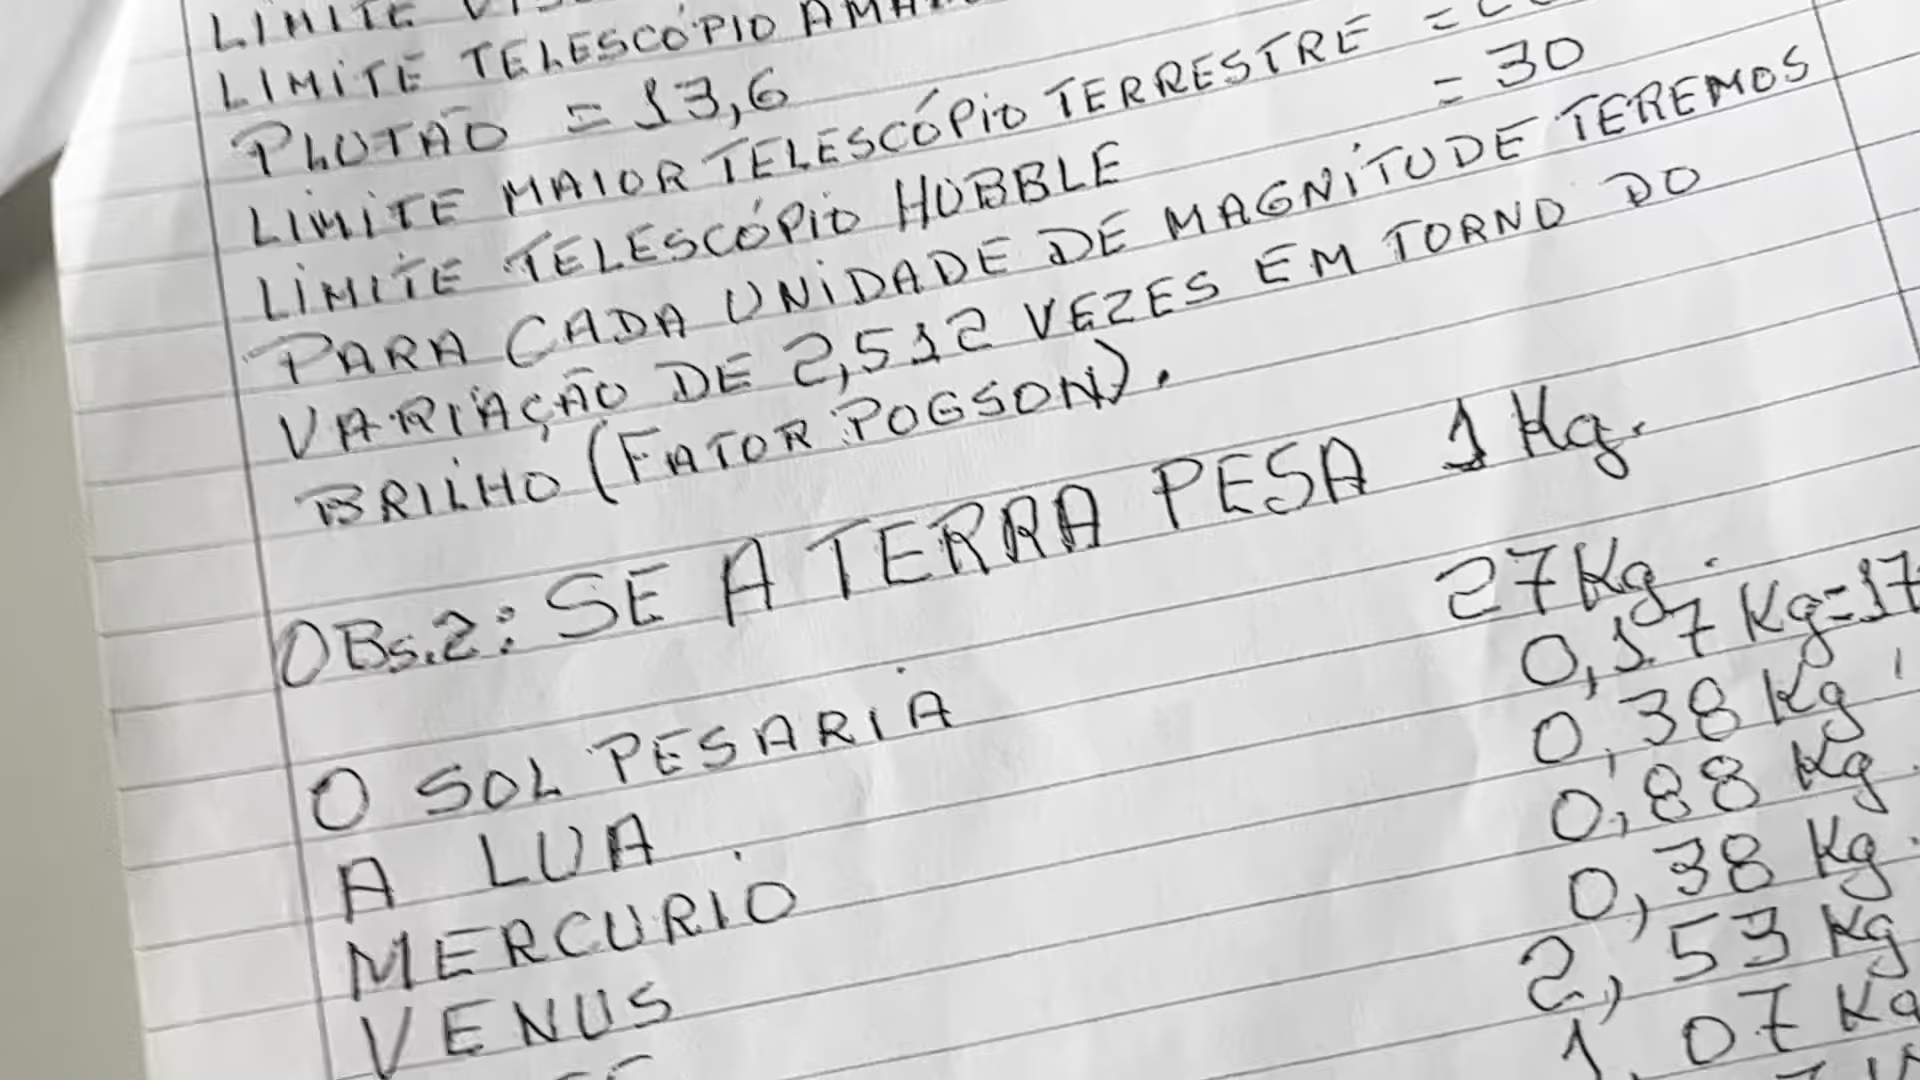 LIMITE
LIMITE TELESCÓPIO
PLUTÃO = 13,6
LIMITE MAIOR TELESCÓPIO TERRESTRE =
LIMITE TELESCÓPIO HUBBLE = 30
PARA CADA UNIDADE DE MAGNITUDE TEREMOS
VARIAÇÃO DE 2,512 VEZES EM TORNO DO
BRILHO (FATOR POGSON).
OBS.2: SE A TERRA PESA 1 Kg.
O SOL PESARIA 27 Kg.
A LUA 0,17 Kg = 17
MERCURIO 0,38 Kg
VENUS 0,88 Kg.
0,38 Kg.
2,53 Kg
1,07 Kg